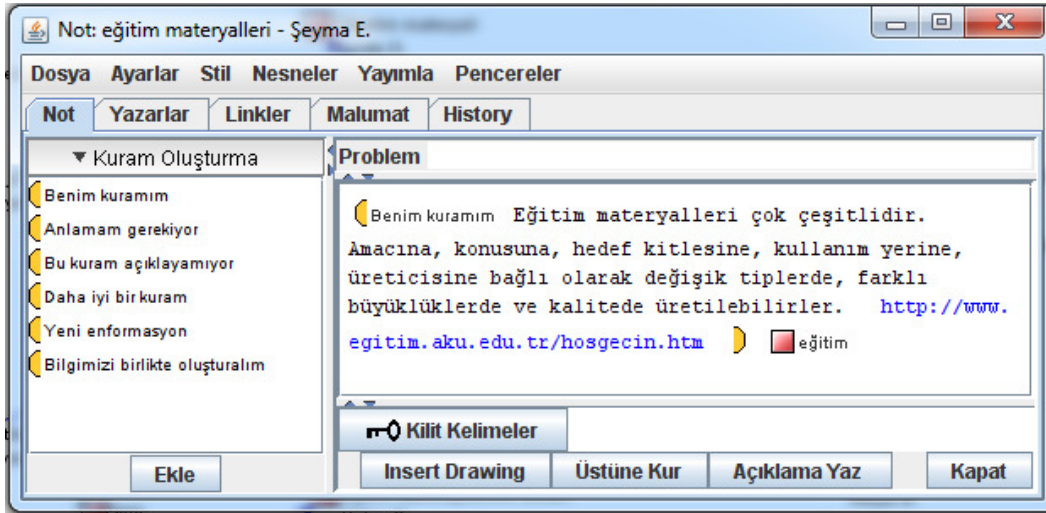 Not: eğitim materyalleri - Şeyma E.
Dosya Ayarlar Stil Nesneler Yayımla Pencereler
Not Yazarlar Linkler Malumat History
Kuram Oluşturma
Benim kuramım
Anlamam gerekiyor
Bu kuram açıklayamıyor
Daha iyi bir kuram
Yeni enformasyon
Bilgimizi birlikte oluşturalım
Ekle
Problem
Benim kuramım Eğitim materyalleri çok çeşitlidir.
Amacına, konusuna, hedef kitlesine, kullanım yerine,
üreticisine bağlı olarak değişik tiplerde, farklı
büyüklüklerde ve kalitede üretilebilirler. http://www.
egitim.aku.edu.tr/hosgecin.htm eğitim
Kilit Kelimeler
Insert Drawing Üstüne Kur Açıklama Yaz Kapat